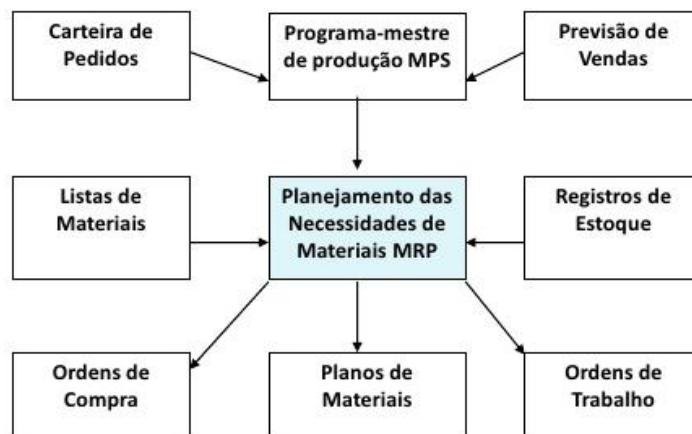 Carteira de
Pedidos
Programa-mestre
de produção MPS
Previsão de
Vendas
Listas de
Materiais
Planejamento das
Necessidades de
Materiais MRP
Registros de
Estoque
Ordens de
Compra
Planos de
Materiais
Ordens de
Trabalho